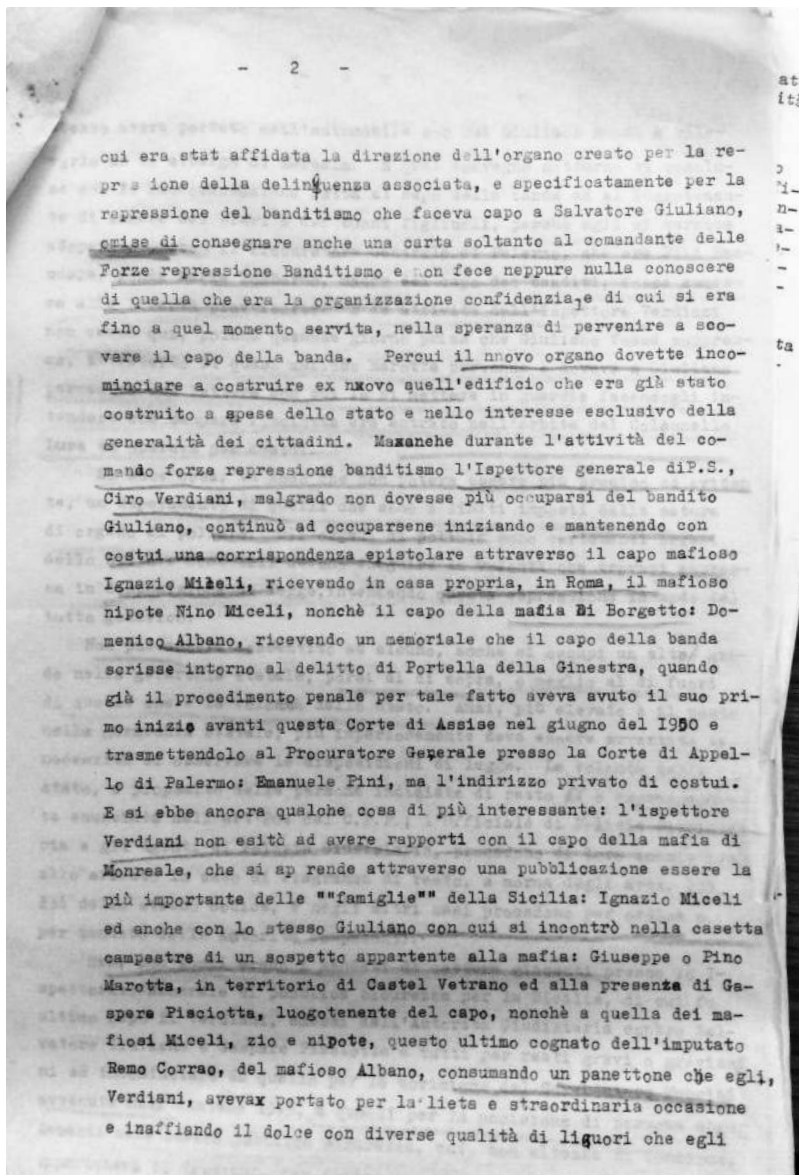 - 2 -
cui era stat affidata la direzione dell'organo creato per la re-
pr s ione della delinquenza associata, e specificatamente per la
repressione del banditismo che faceva capo a Salvatore Giuliano,
omise di consegnare anche una carta soltanto al comandante delle
Forze repressione Banditismo e non fece neppure nulla conoscere
di quella che era la organizzazione confidenziale di cui si era
fino a quel momento servita, nella speranza di pervenire a sco-
vare il capo della banda. Percui il nnovo organo dovette inco-
minciare a costruire ex nxovo quell'edificio che era già stato
costruito a spese dello stato e nello interesse esclusivo della
generalità dei cittadini. Maxanehe durante l'attività del co-
mando forze repressione banditismo l'Ispettore generale diP.S.,
Ciro Verdiani, malgrado non dovesse più occuparsi del bandito
Giuliano, continuò ad occuparsene iniziando e mantenendo con
costui una corrispondenza epistolare attraverso il capo mafioso
Ignazio Miceli, ricevendo in casa propria, in Roma, il mafioso
nipote Nino Miceli, nonchè il capo della mafia Di Borgetto: Do-
menico Albano, ricevendo un memoriale che il capo della banda
scrisse intorno al delitto di Portella della Ginestra, quando
già il procedimento penale per tale fatto aveva avuto il suo pri-
mo inizio avanti questa Corte di Assise nel giugno del I950 e
trasmettendolo al Procuratore Generale presso la Corte di Appel-
lo di Palermo: Emanuele Pini, ma l'indirizzo privato di costui.
E si ebbe ancora qualche cosa di più interessante: l'ispettore
Verdiani non esitò ad avere rapporti con il capo della mafia di
Monreale, che si ap rende attraverso una pubblicazione essere la
più importante delle ""famiglie"" della Sicilia: Ignazio Miceli
ed anche con lo stesso Giuliano con cui si incontrò nella casetta
campestre di un sospetto appartente alla mafia: Giuseppe o Pino
Marotta, in territorio di Castel Vetrano ed alla presenza di Ga-
spere Pisciotta, luogotenente del capo, nonchè a quella dei ma-
fiosi Miceli, zio e nipote, questo ultimo cognato dell'imputato
Remo Corrao, del mafioso Albano, consumando un panettone che egli,
Verdiani, avevax portato per la lieta e straordinaria occasione
e inaffiando il dolce con diverse qualità di liquori che egli